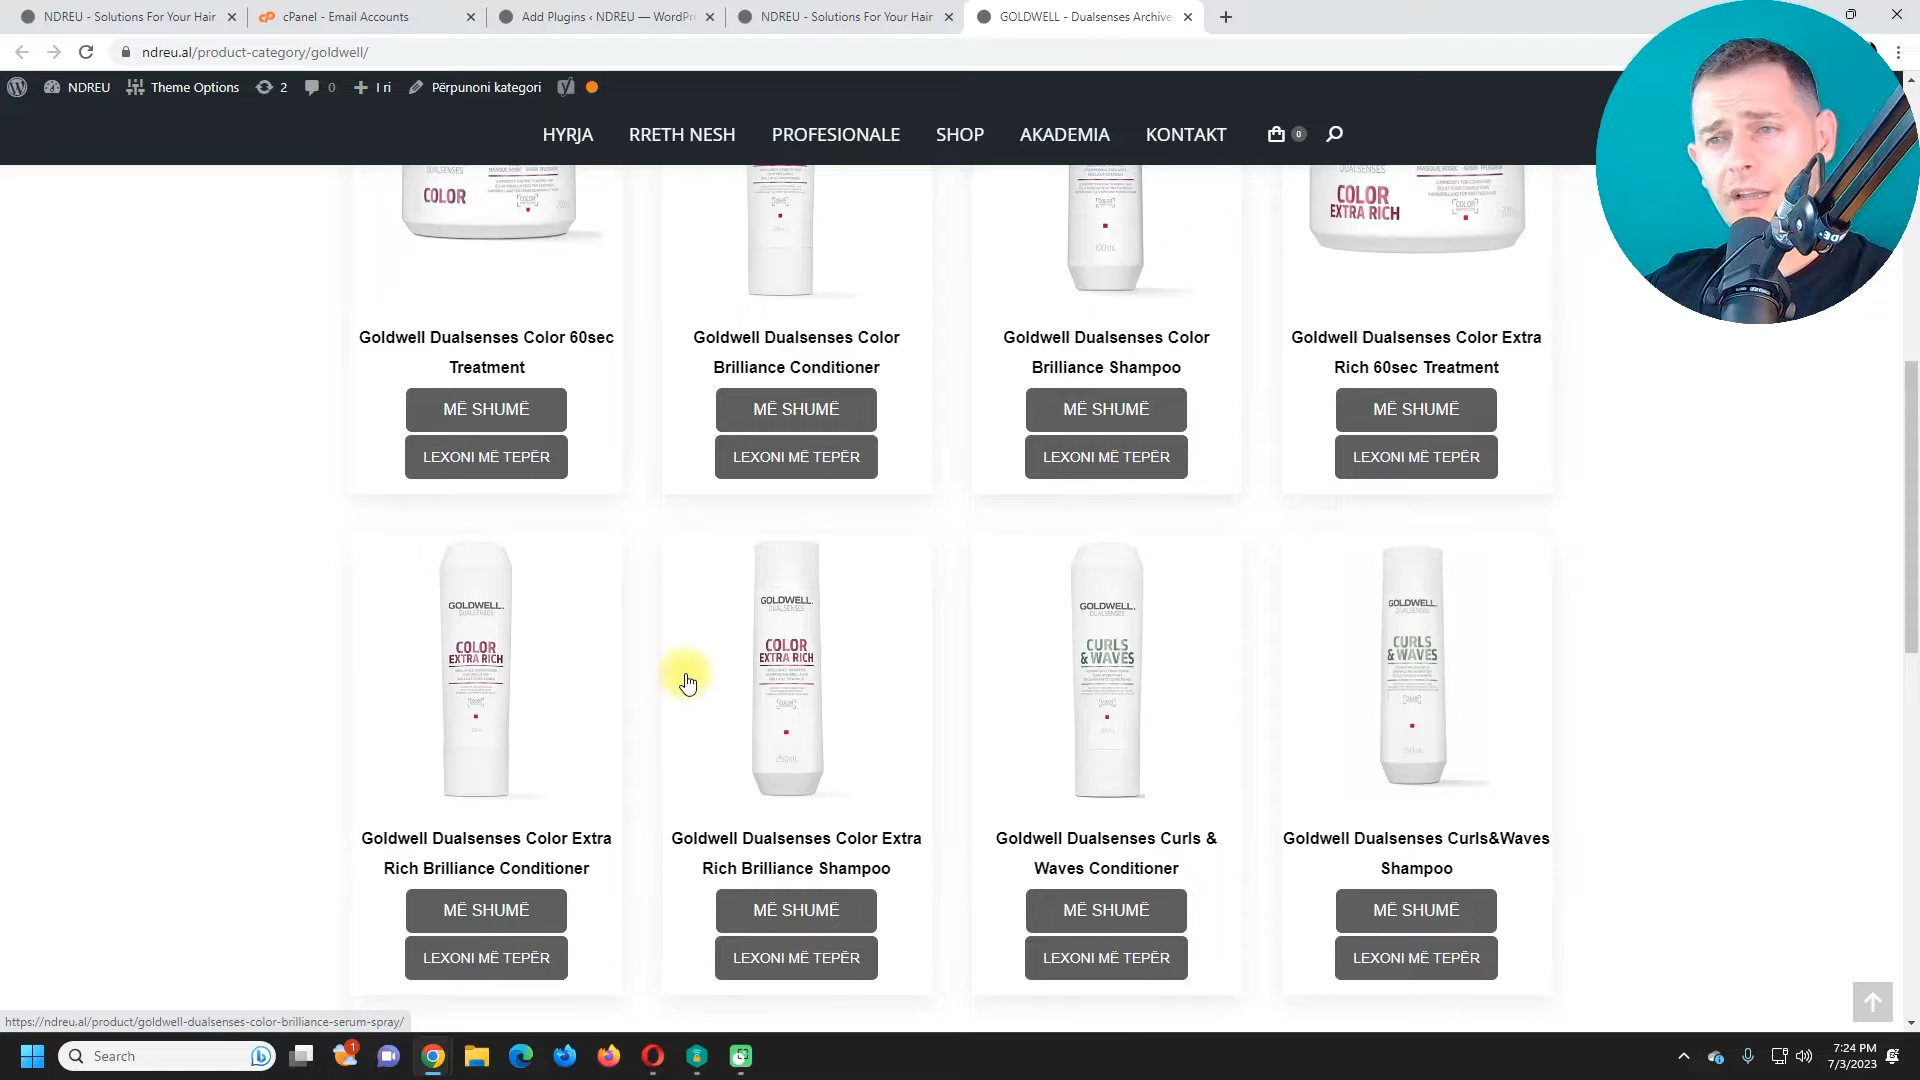 NDREU - Solutions For Your Hair
cPanel - Email Accounts
Add Plugins ‹ NDREU — WordPr
NDREU - Solutions For Your Hair
GOLDWELL - Dualsenses Archive
ndreu.al/product-category/goldwell/
NDREU Theme Options 2 0 I ri Përpunoni kategori
HYRJA RRETH NESH PROFESIONALE SHOP AKADEMIA KONTAKT 0
DUALSENSES
COLOR
COLOR
EXTRA RICH
Goldwell Dualsenses Color 60sec
Treatment
MË SHUMË
LEXONI MË TEPËR
Goldwell Dualsenses Color
Brilliance Conditioner
MË SHUMË
LEXONI MË TEPËR
Goldwell Dualsenses Color
Brilliance Shampoo
MË SHUMË
LEXONI MË TEPËR
Goldwell Dualsenses Color Extra
Rich 60sec Treatment
MË SHUMË
LEXONI MË TEPËR
GOLDWELL.
DUALSENSES
COLOR
EXTRA RICH
Goldwell Dualsenses Color Extra
Rich Brilliance Conditioner
MË SHUMË
LEXONI MË TEPËR
GOLDWELL.
DUALSENSES
COLOR
EXTRA RICH
250mL
Goldwell Dualsenses Color Extra
Rich Brilliance Shampoo
MË SHUMË
LEXONI MË TEPËR
GOLDWELL.
DUALSENSES
CURLS
& WAVES
Goldwell Dualsenses Curls &
Waves Conditioner
MË SHUMË
LEXONI MË TEPËR
GOLDWELL.
DUALSENSES
CURLS
& WAVES
Goldwell Dualsenses Curls&Waves
Shampoo
MË SHUMË
LEXONI MË TEPËR
https://ndreu.al/product/goldwell-dualsenses-color-brilliance-serum-spray/
Search
1
7:24 PM
7/3/2023